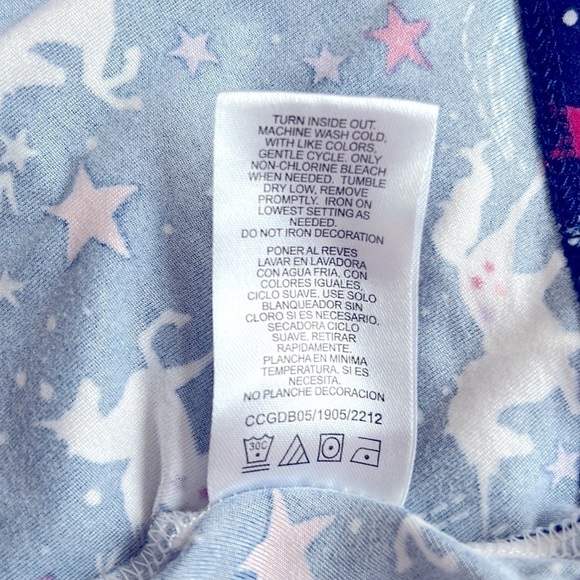 TURN INSIDE OUT.
MACHINE WASH COLD,
WITH LIKE COLORS,
GENTLE CYCLE. ONLY
NON-CHLORINE BLEACH
WHEN NEEDED. TUMBLE
DRY LOW, REMOVE
PROMPTLY. IRON ON
LOWEST SETTING AS
NEEDED.
DO NOT IRON DECORATION
PONER AL REVES
LAVAR EN LAVADORA
CON AGUA FRIA, CON
COLORES IGUALES,
CICLO SUAVE, USE SOLO
BLANQUEADOR SIN
CLORO SI ES NECESARIO.
SECADORA CICLO
SUAVE, RETIRAR
RAPIDAMENTE.
PLANCHA EN MINIMA
TEMPERATURA, SI ES
NECESITA.
NO PLANCHE DECORACION
CCGDB05/1905/2212
30C